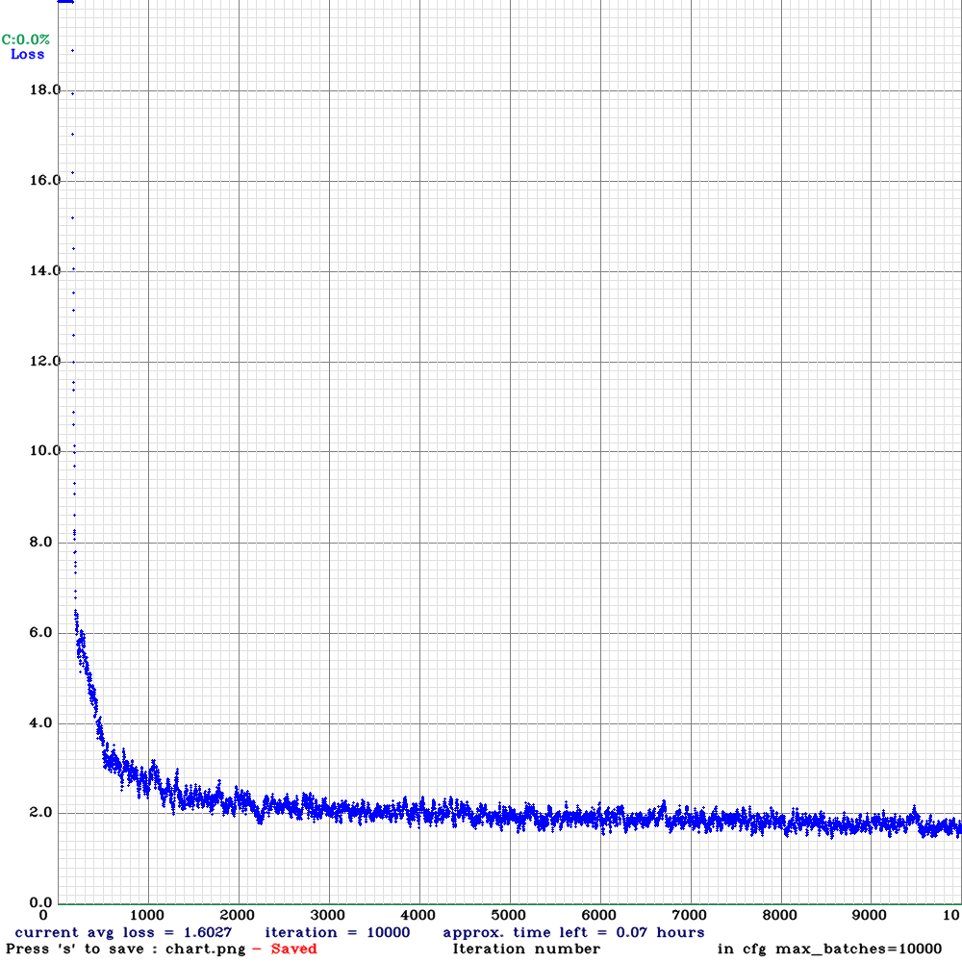 C:0.0%
Loss
18.0
16.0
14.0
12.0
10.0
8.0
6.0
4.0
2.0
0.0
0 1000 2000 3000 4000 5000 6000 7000 8000 9000 10
current avg loss = 1.6027 iteration = 10000 approx. time left = 0.07 hours
Press 's' to save : chart.png - Saved Iteration number in cfg max_batches=10000